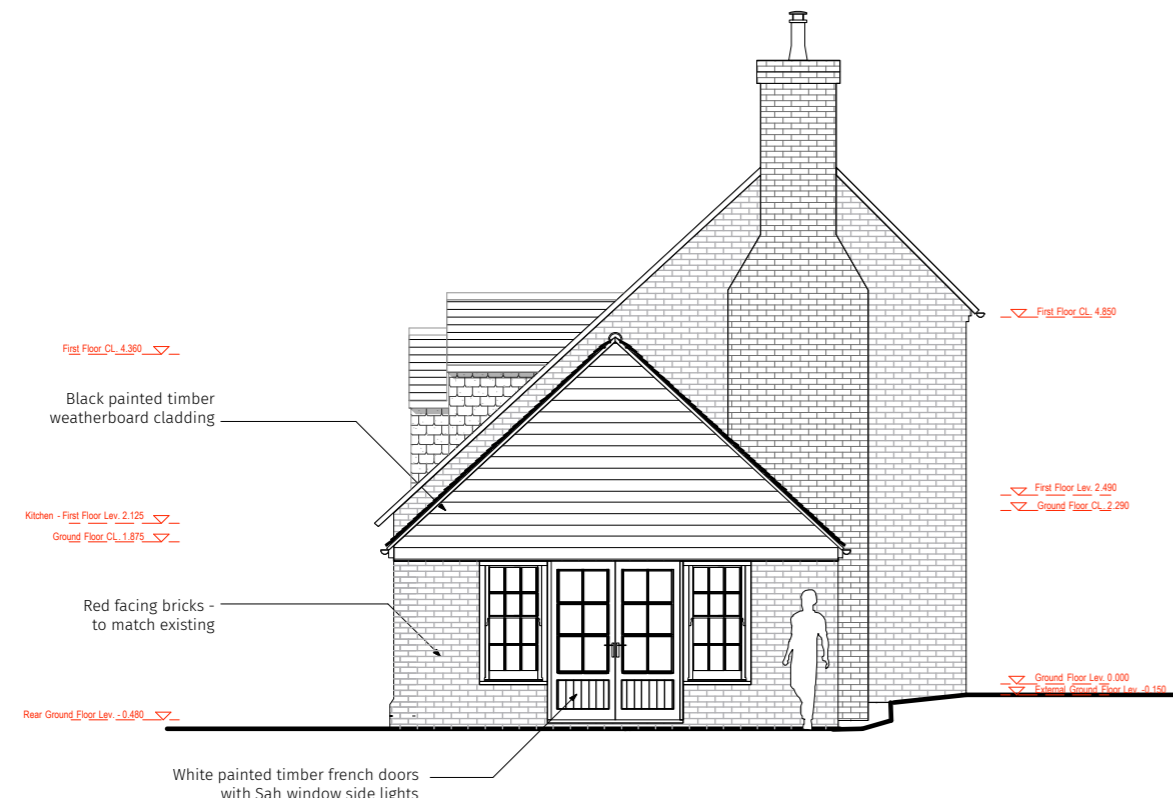 First Floor CL. 4.850
First Floor CL. 4.360
Black painted timber
weatherboard cladding
First Floor Lev. 2.490
Ground Floor CL. 2.290
Kitchen - First Floor Lev. 2.125
Ground Floor CL. 1.875
Red facing bricks -
to match existing
Ground Floor Lev. 0.000
External Ground Floor Lev. -0.150
Rear Ground Floor Lev. - 0.480
White painted timber french doors
with Sah window side lights